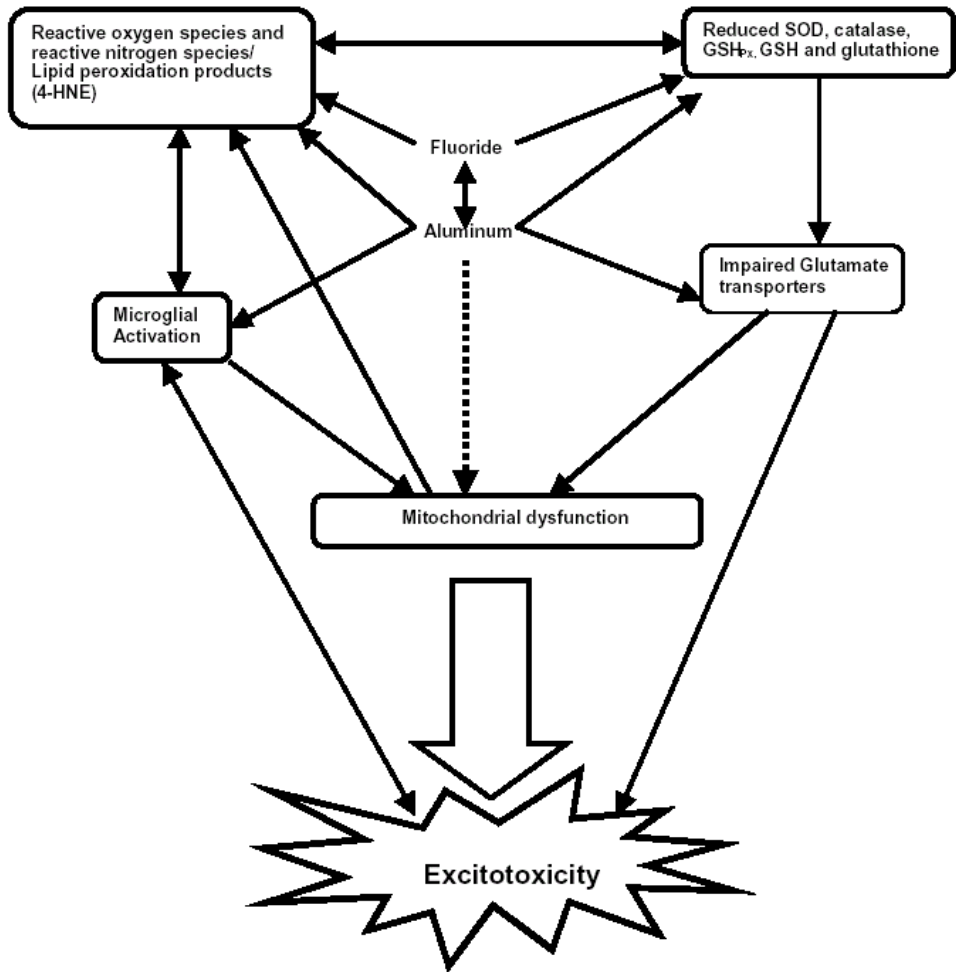 Reactive oxygen species and
reactive nitrogen species/
Lipid peroxidation products
(4-HNE)
Reduced SOD, catalase,
GSHPx, GSH and glutathione
Fluoride
Aluminum
Impaired Glutamate
transporters
Microglial
Activation
Mitochondrial dysfunction
Excitotoxicity